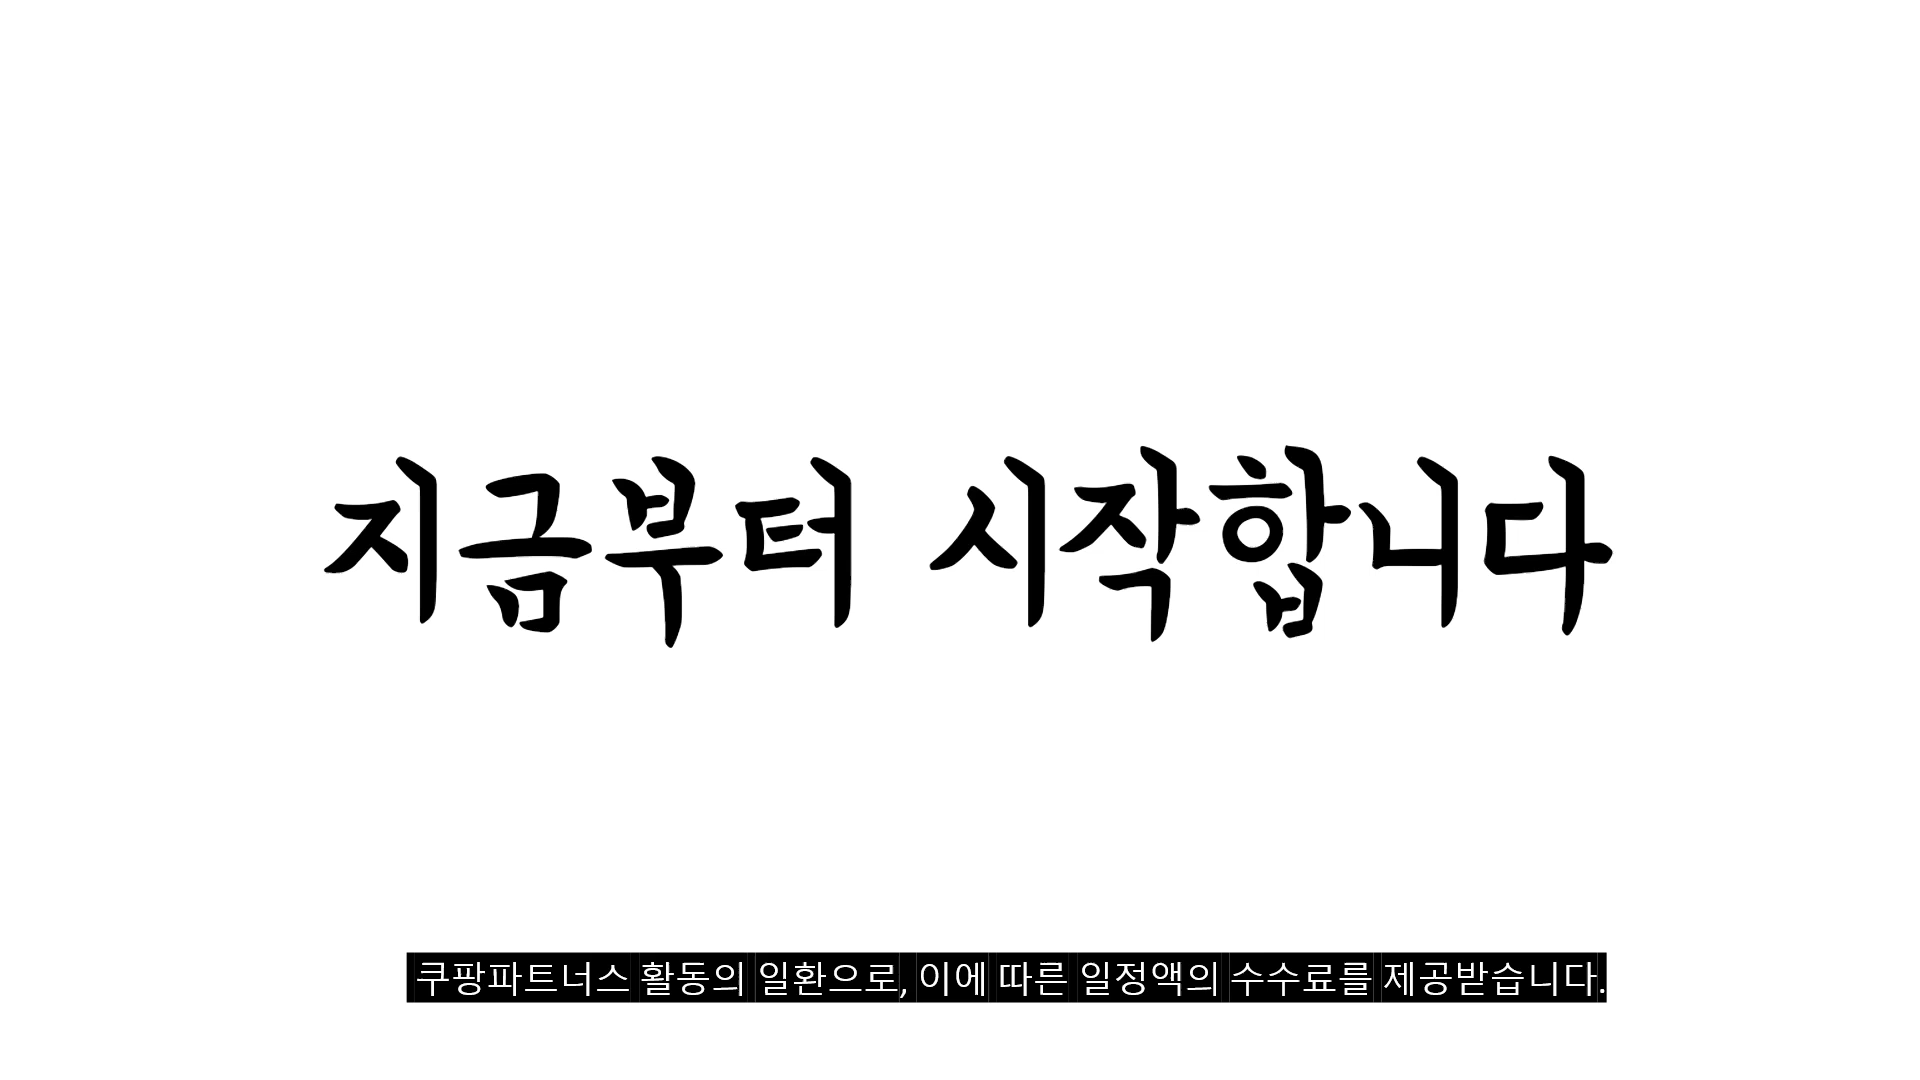 지금부터 시작합니다
쿠팡파트너스 활동의 일환으로, 이에 따른 일정액의 수수료를 제공받습니다.